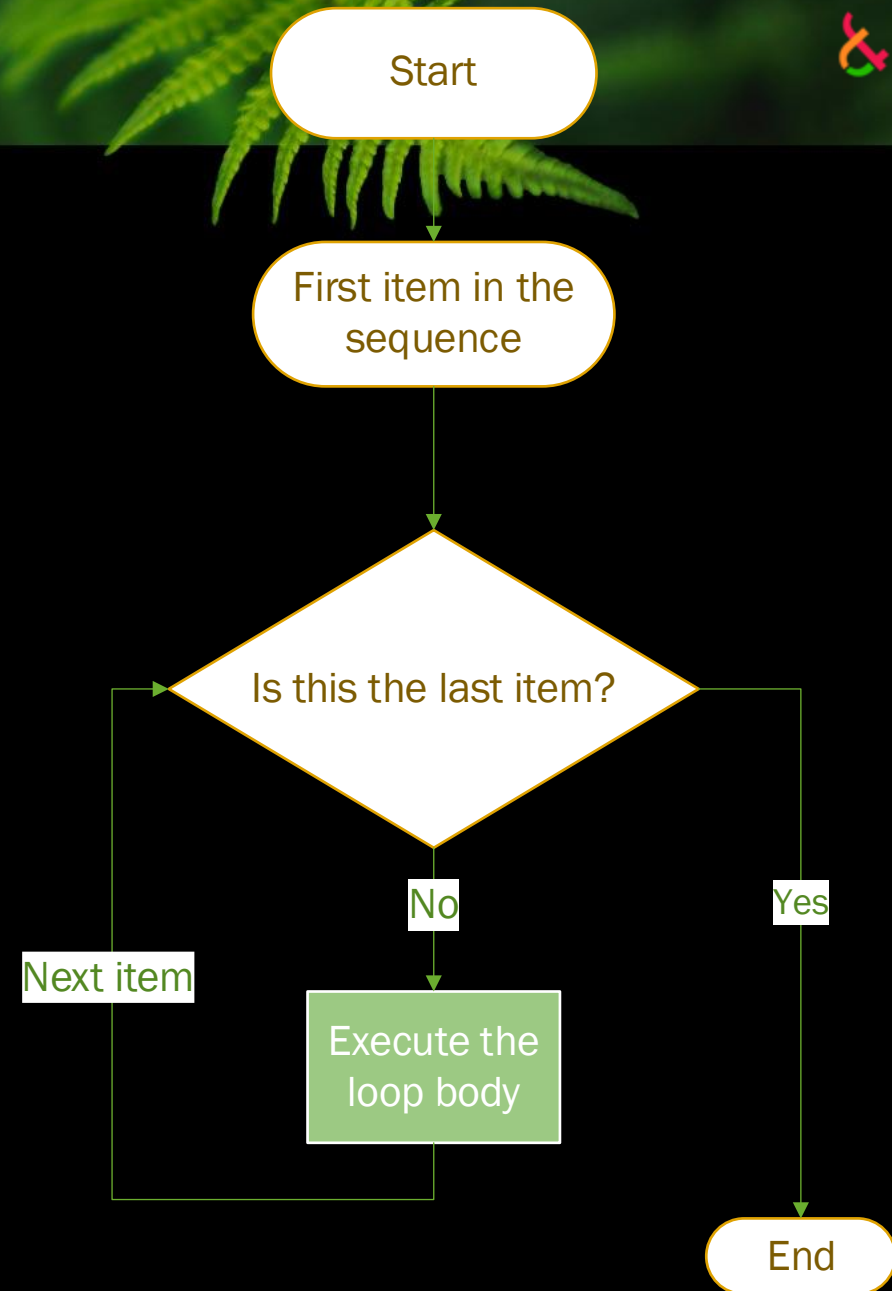 Start
First item in the
sequence
Is this the last item?
No
Yes
Next item
Execute the
loop body
End